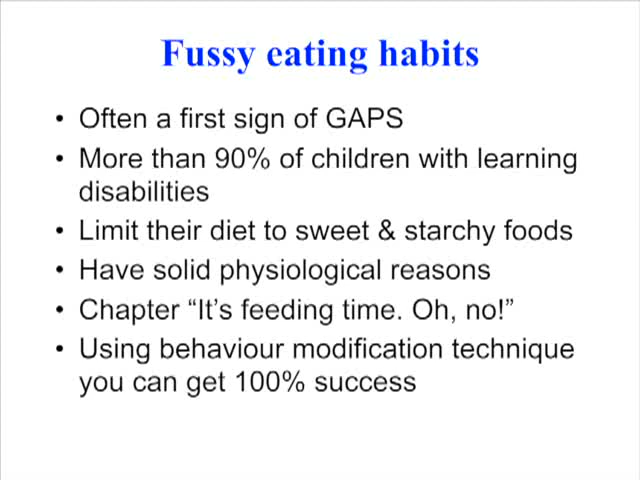 Fussy eating habits
• Often a first sign of GAPS
• More than 90% of children with learning
disabilities
• Limit their diet to sweet & starchy foods
• Have solid physiological reasons
• Chapter “It’s feeding time. Oh, no!”
• Using behaviour modification technique
you can get 100% success